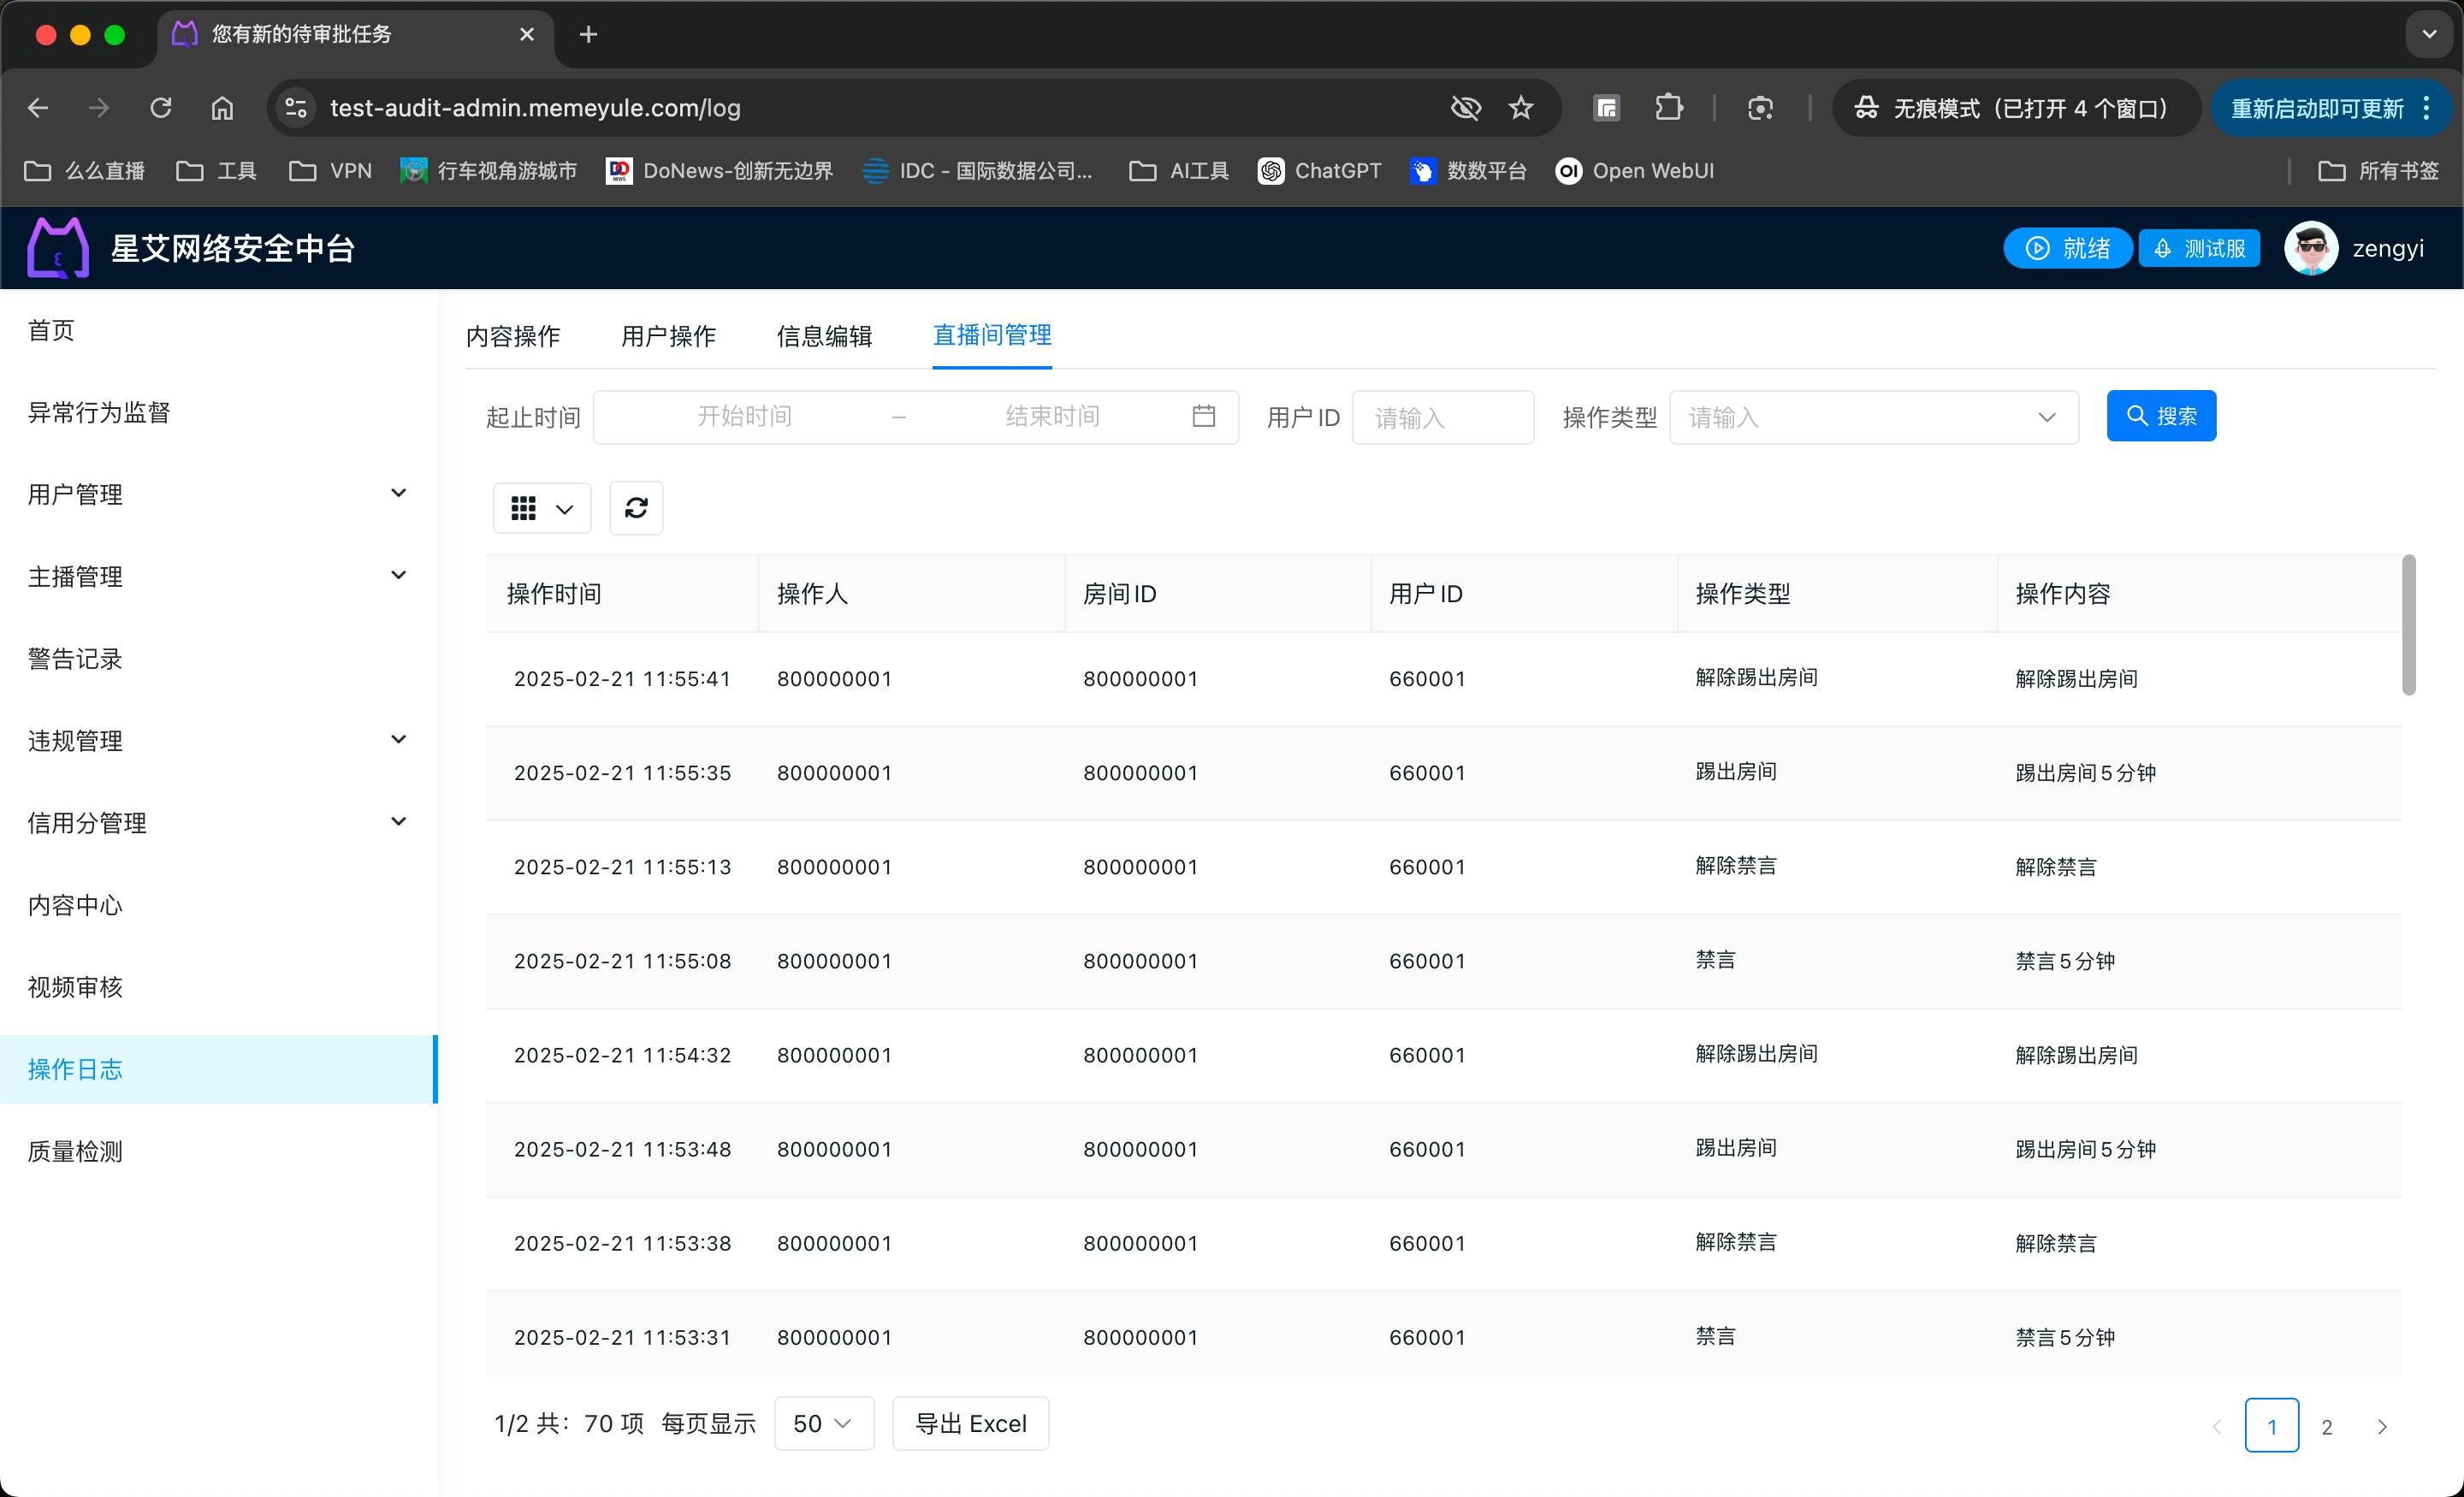 您有新的待审批任务
test-audit-admin.memeyule.com/log
无痕模式（已打开 4 个窗口）
重新启动即可更新
么么直播 工具 VPN 行车视角游城市 DoNews-创新无边界 IDC - 国际数据公司... AI工具 ChatGPT 数数平台 Open WebUI 所有书签
星艾网络安全中台
就绪 测试服 zengyi
首页
异常行为监督
用户管理
主播管理
警告记录
违规管理
信用分管理
内容中心
视频审核
操作日志
质量检测
内容操作 用户操作 信息编辑 直播间管理
起止时间 开始时间 – 结束时间 用户 ID 请输入 操作类型 请输入 搜索
操作时间 操作人 房间ID 用户 ID 操作类型 操作内容
2025-02-21 11:55:41 800000001 800000001 660001 解除踢出房间 解除踢出房间
2025-02-21 11:55:35 800000001 800000001 660001 踢出房间 踢出房间5分钟
2025-02-21 11:55:13 800000001 800000001 660001 解除禁言 解除禁言
2025-02-21 11:55:08 800000001 800000001 660001 禁言 禁言5分钟
2025-02-21 11:54:32 800000001 800000001 660001 解除踢出房间 解除踢出房间
2025-02-21 11:53:48 800000001 800000001 660001 踢出房间 踢出房间5分钟
2025-02-21 11:53:38 800000001 800000001 660001 解除禁言 解除禁言
2025-02-21 11:53:31 800000001 800000001 660001 禁言 禁言5分钟
1/2 共： 70 项 每页显示 50 导出 Excel 1 2